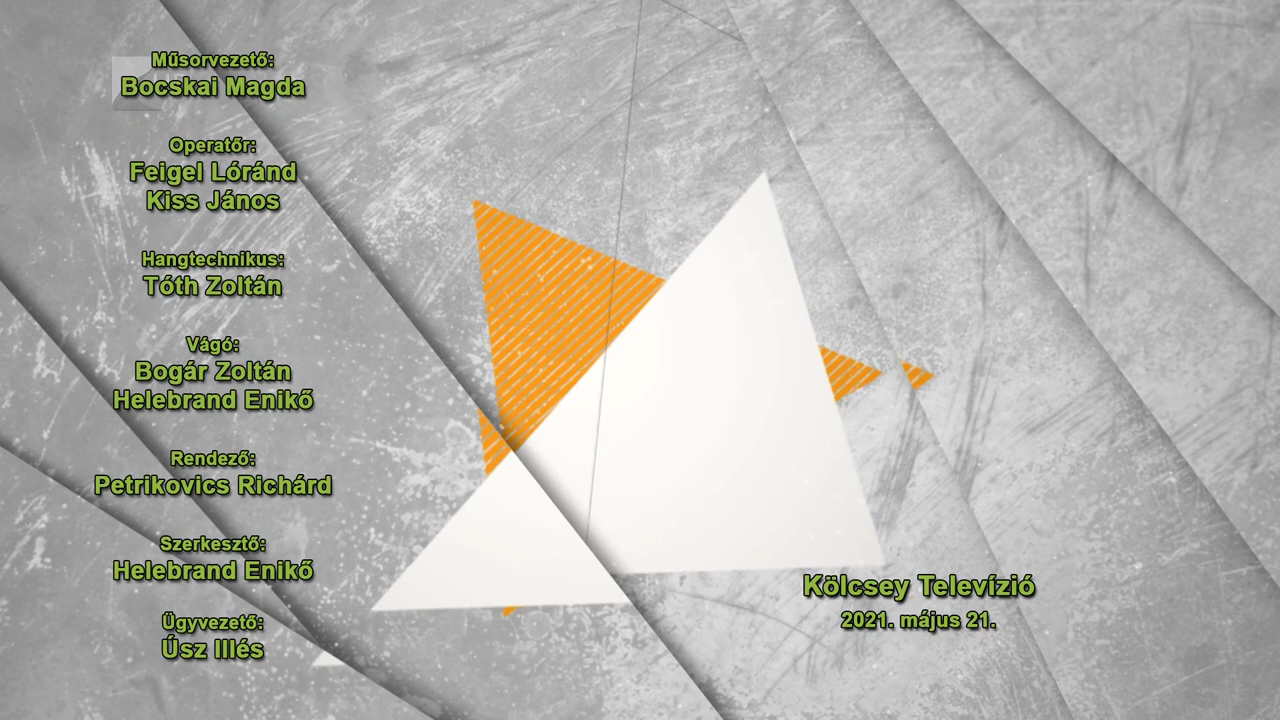 Műsorvezető:
Bocskai Magda
Operatőr:
Feigel Lóránd
Kiss János
Hangtechnikus:
Tóth Zoltán
Vágó:
Bogár Zoltán
Helebrand Enikő
Rendező:
Petrikovics Richárd
Szerkesztő:
Helebrand Enikő
Ügyvezető:
Úsz Illés
Kölcsey Televízió
2021. május 21.